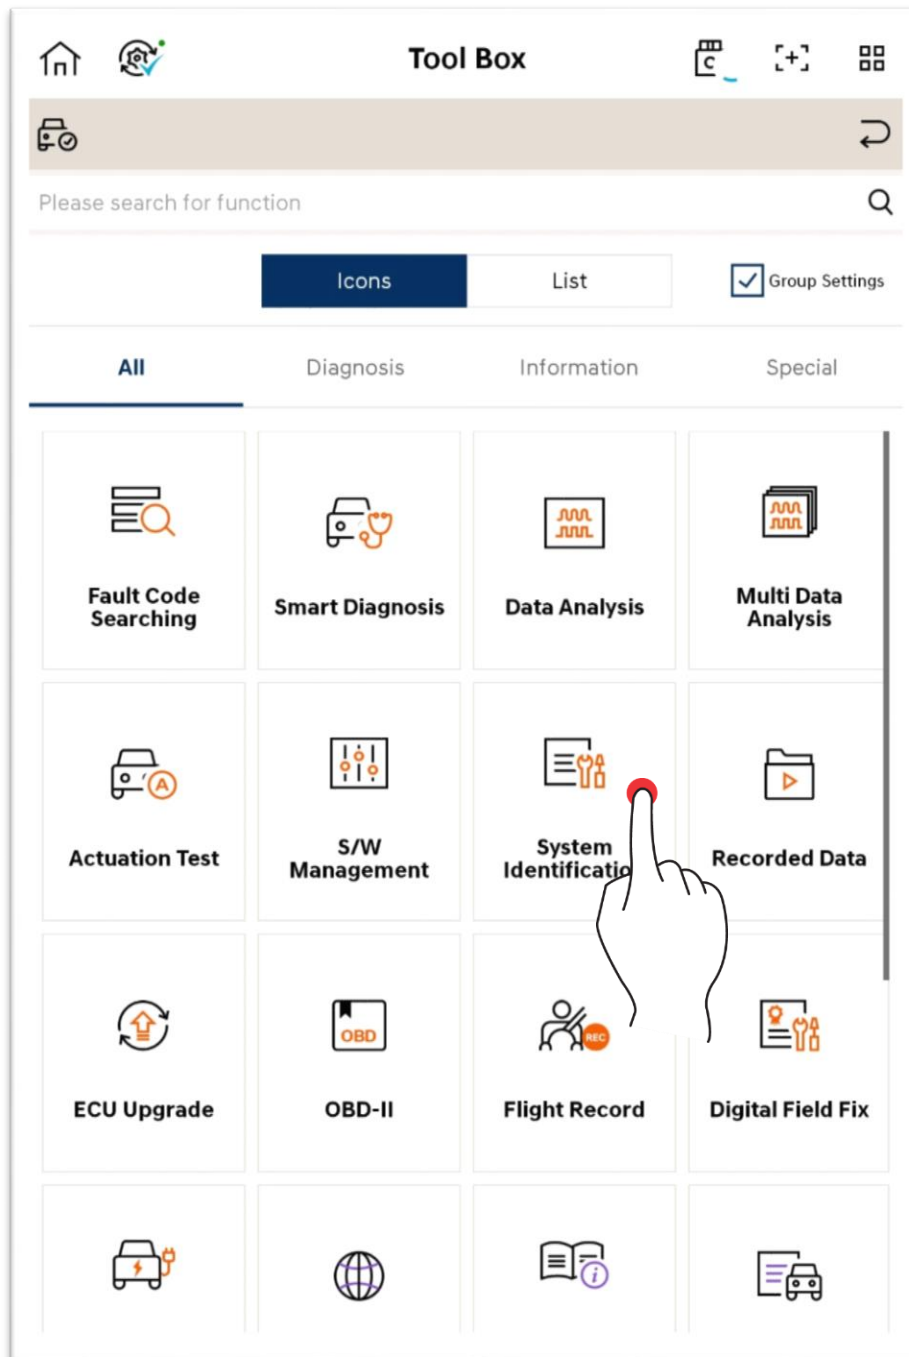 Tool Box
C
Please search for function
Icons
List
Group Settings
All
Diagnosis
Information
Special
Fault Code
Searching
Smart Diagnosis
Data Analysis
Multi Data
Analysis
A
Actuation Test
S/W
Management
System
Identificatio
Recorded Data
ECU Upgrade
OBD
OBD-II
REC
Flight Record
Digital Field Fix
i